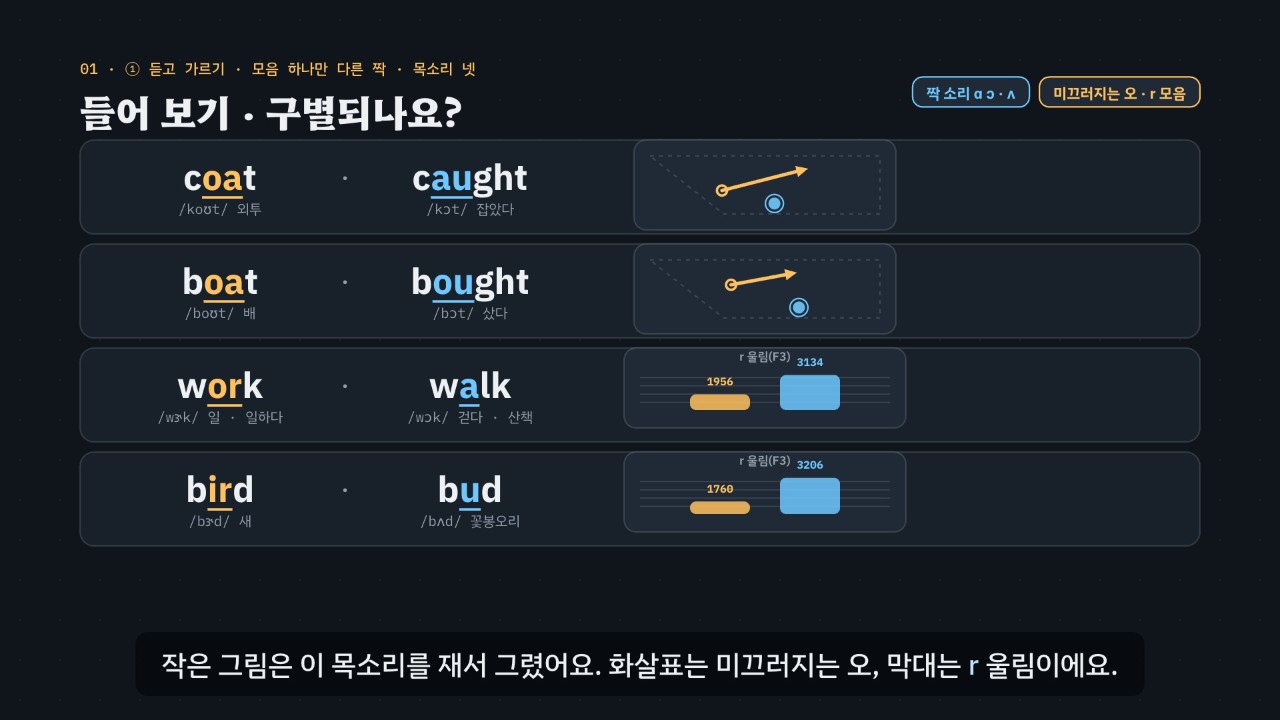 01 · ① 듣고 가르기 · 모음 하나만 다른 짝 · 목소리 넷
들어 보기 · 구별되나요?
짝 소리 ɑ ɔ · ʌ
미끄러지는 오 · r 모음
coat · caught
/koʊt/ 외투 /kɔt/ 잡았다
boat · bought
/boʊt/ 배 /bɔt/ 샀다
work · walk
/wɝk/ 일 · 일하다 /wɔk/ 걷다 · 산책
r 울림(F3)
1956 3134
bird · bud
/bɝd/ 새 /bʌd/ 꽃봉오리
r 울림(F3)
1760 3206
작은 그림은 이 목소리를 재서 그렸어요. 화살표는 미끄러지는 오, 막대는 r 울림이에요.